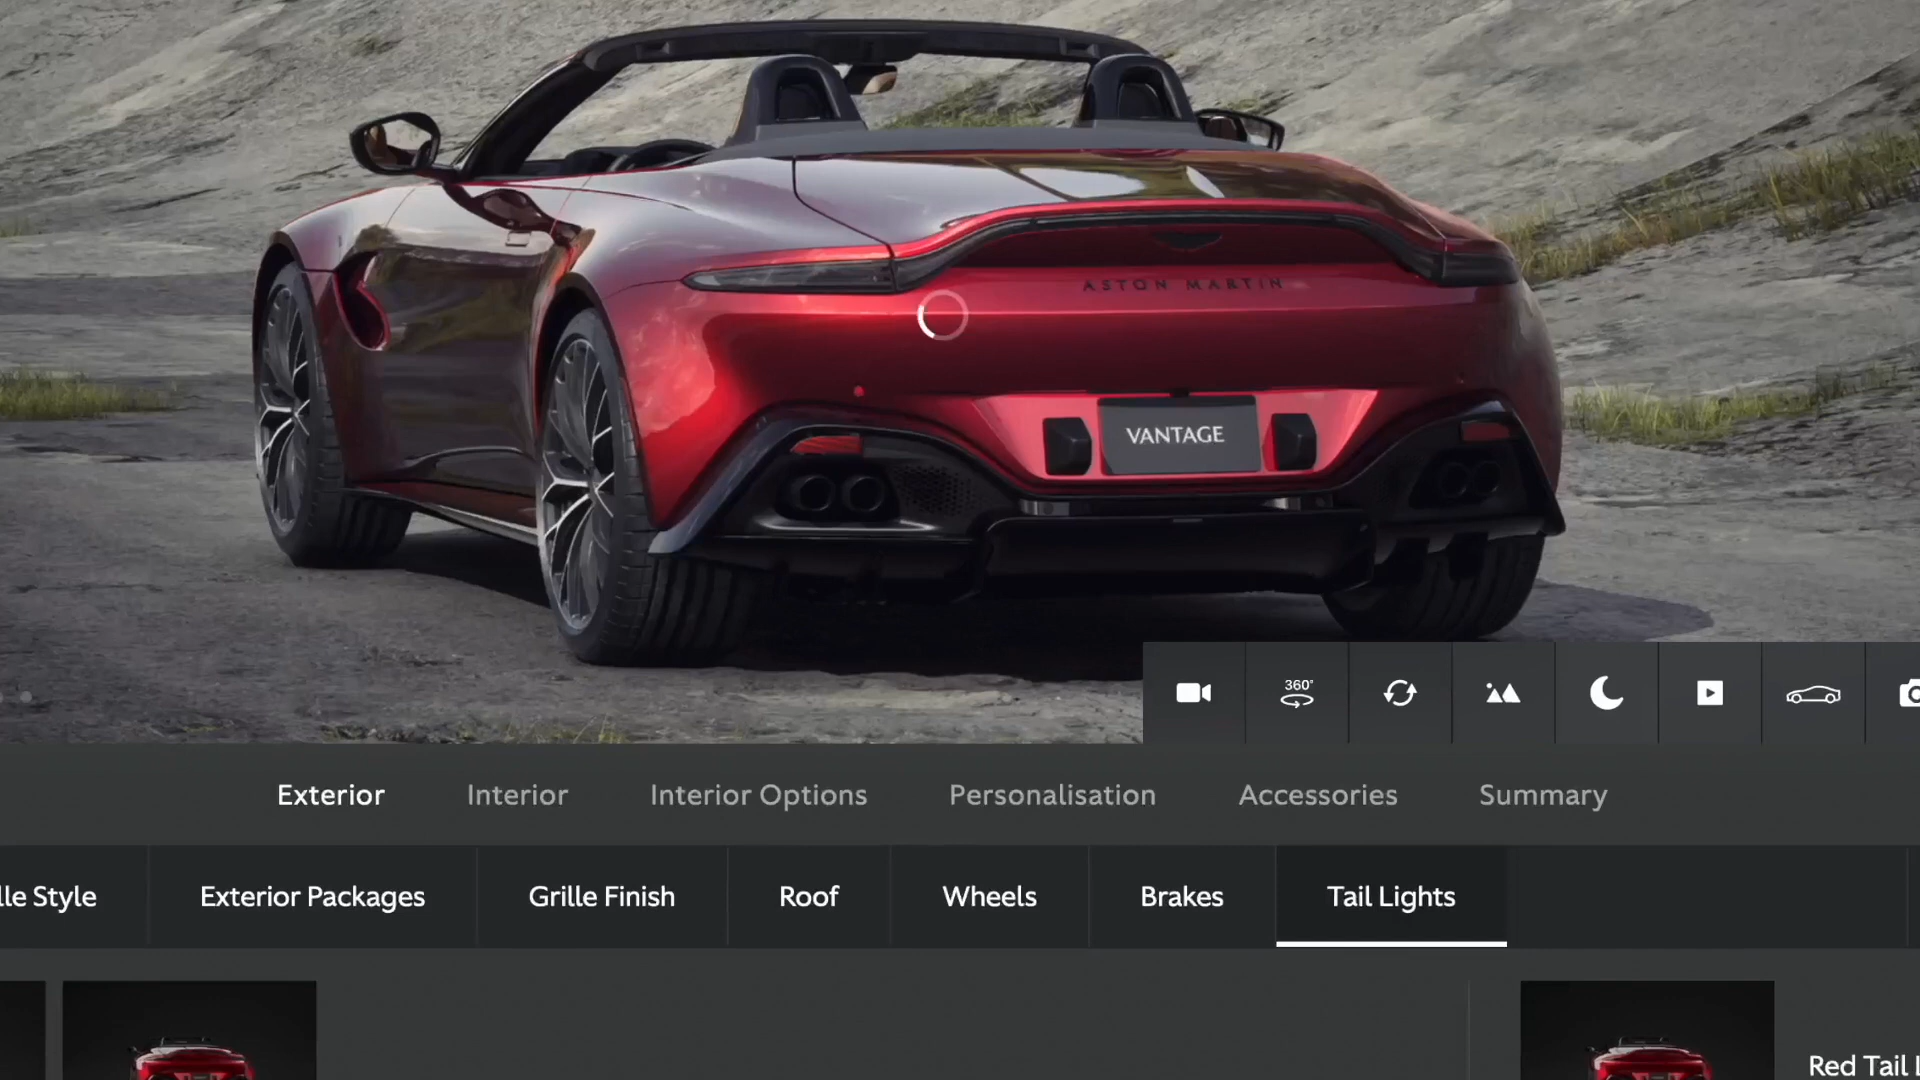 ASTON MARTIN
VANTAGE
360°
Exterior Interior Interior Options Personalisation Accessories Summary
lle Style Exterior Packages Grille Finish Roof Wheels Brakes Tail Lights
Red Tail